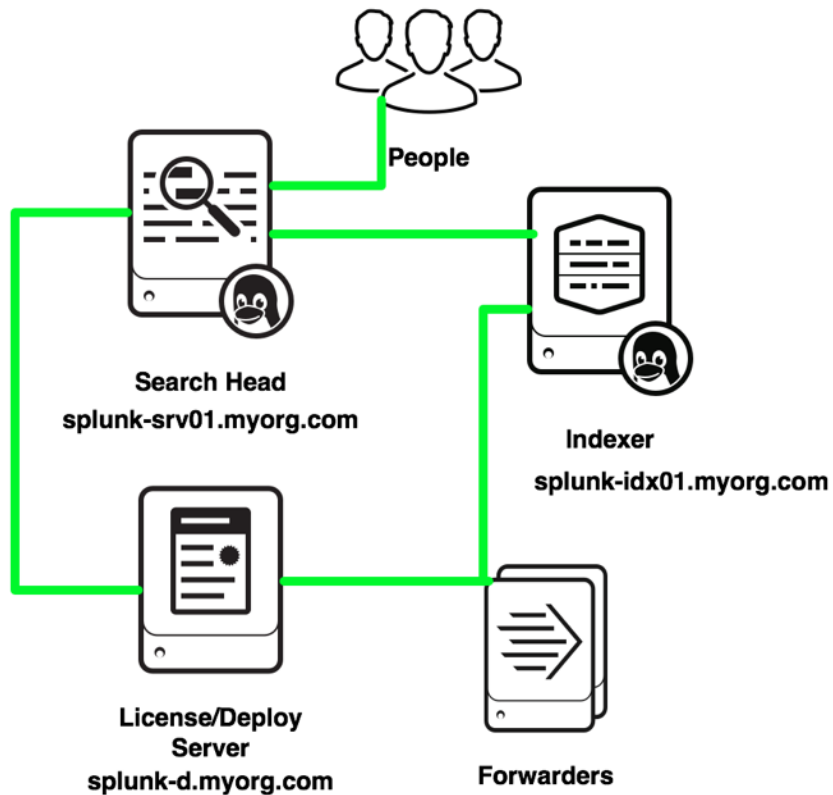 People
Search Head
splunk-srv01.myorg.com
Indexer
splunk-idx01.myorg.com
License/Deploy
Server
splunk-d.myorg.com
Forwarders